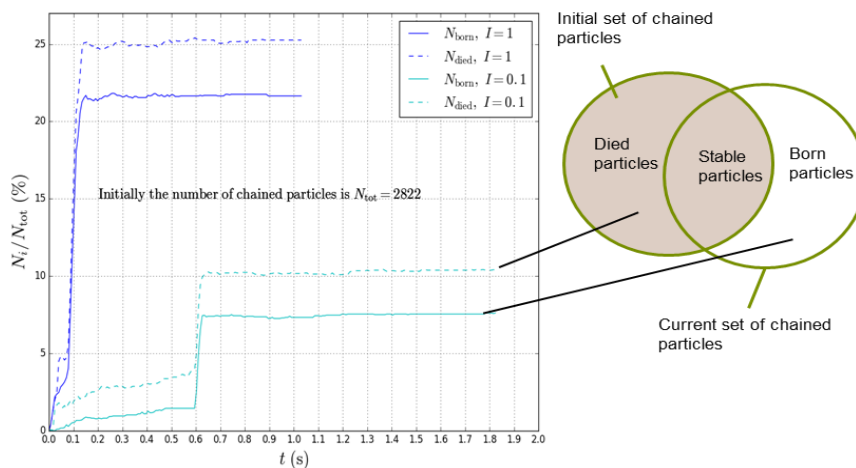 25
20
15
10
5
0
N_i/N_tot (%)
N_born, I = 1
N_died, I = 1
N_born, I = 0.1
N_died, I = 0.1
Initially the number of chained particles is N_tot = 2822
0.0 0.1 0.2 0.3 0.4 0.5 0.6 0.7 0.8 0.9 1.0 1.1 1.2 1.3 1.4 1.5 1.6 1.7 1.8 1.9 2.0
t (s)
Initial set of chained
particles
Died
particles
Stable
particles
Born
particles
Current set of chained
particles